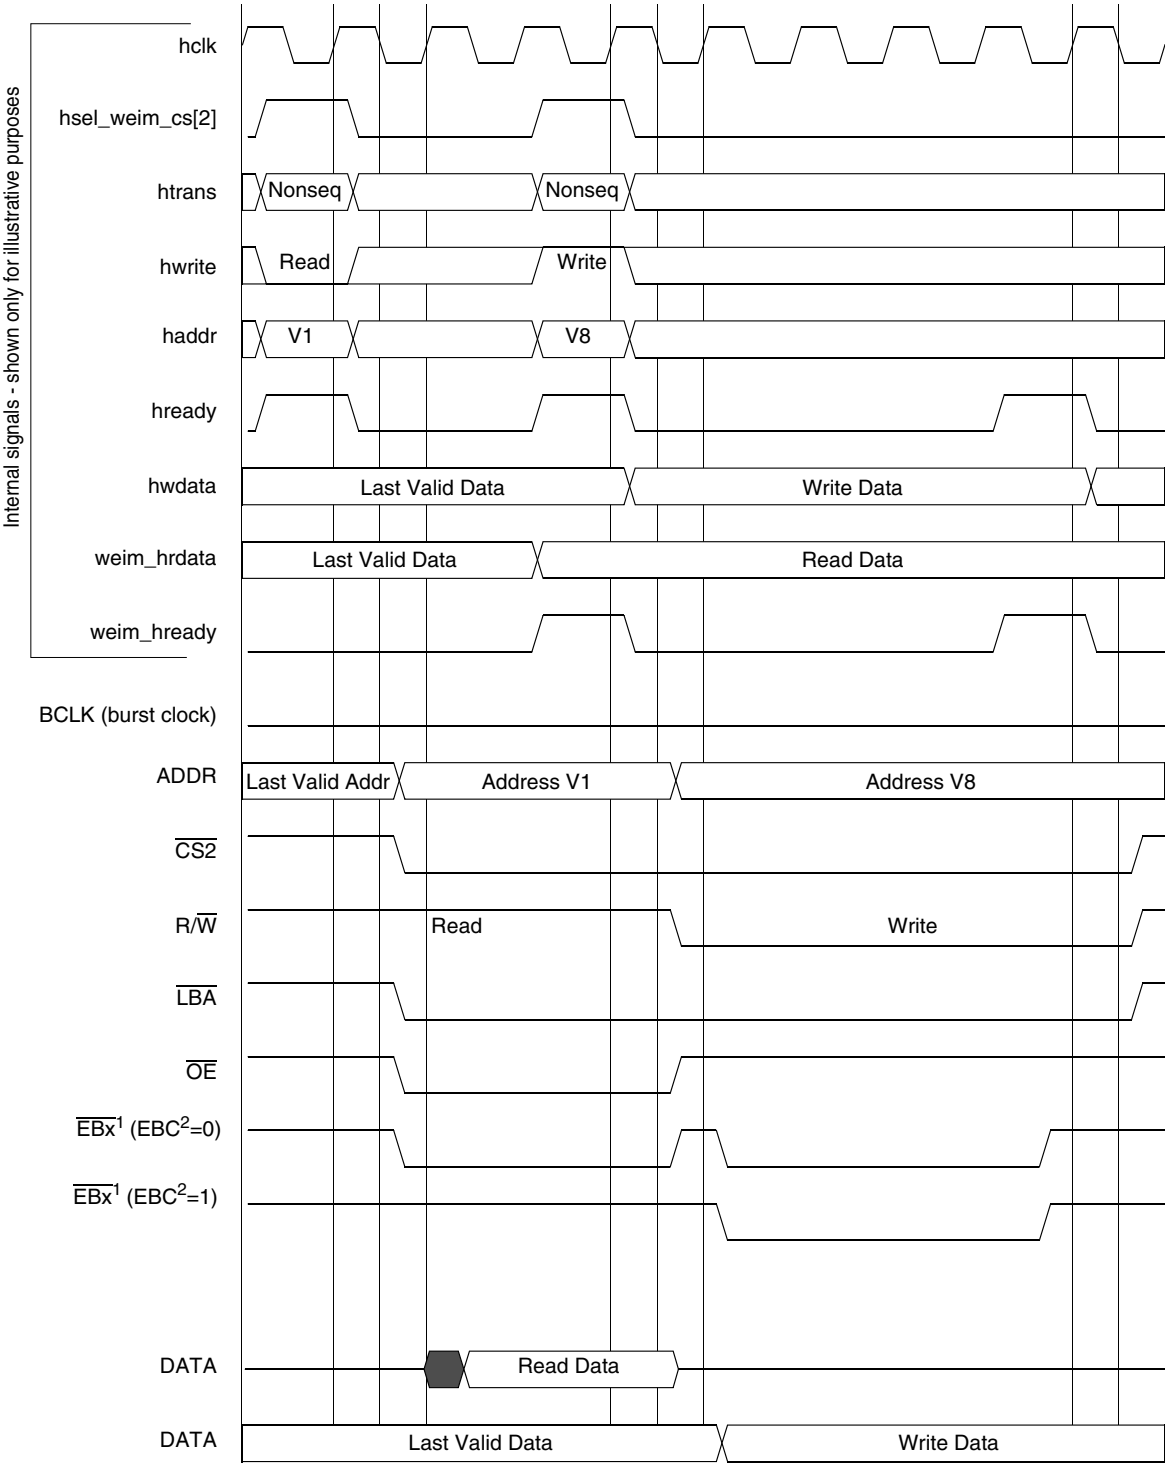 Internal signals - shown only for illustrative purposes
hclk
hsel_weim_cs[2]
htrans Nonseq Nonseq
hwrite Read Write
haddr V1 V8
hready
hwdata Last Valid Data Write Data
weim_hrdata Last Valid Data Read Data
weim_hready
BCLK (burst clock)
ADDR Last Valid Addr Address V1 Address V8
CS2
R/W Read Write
LBA
OE
EBx1 (EBC2=0)
EBx1 (EBC2=1)
DATA Read Data
DATA Last Valid Data Write Data